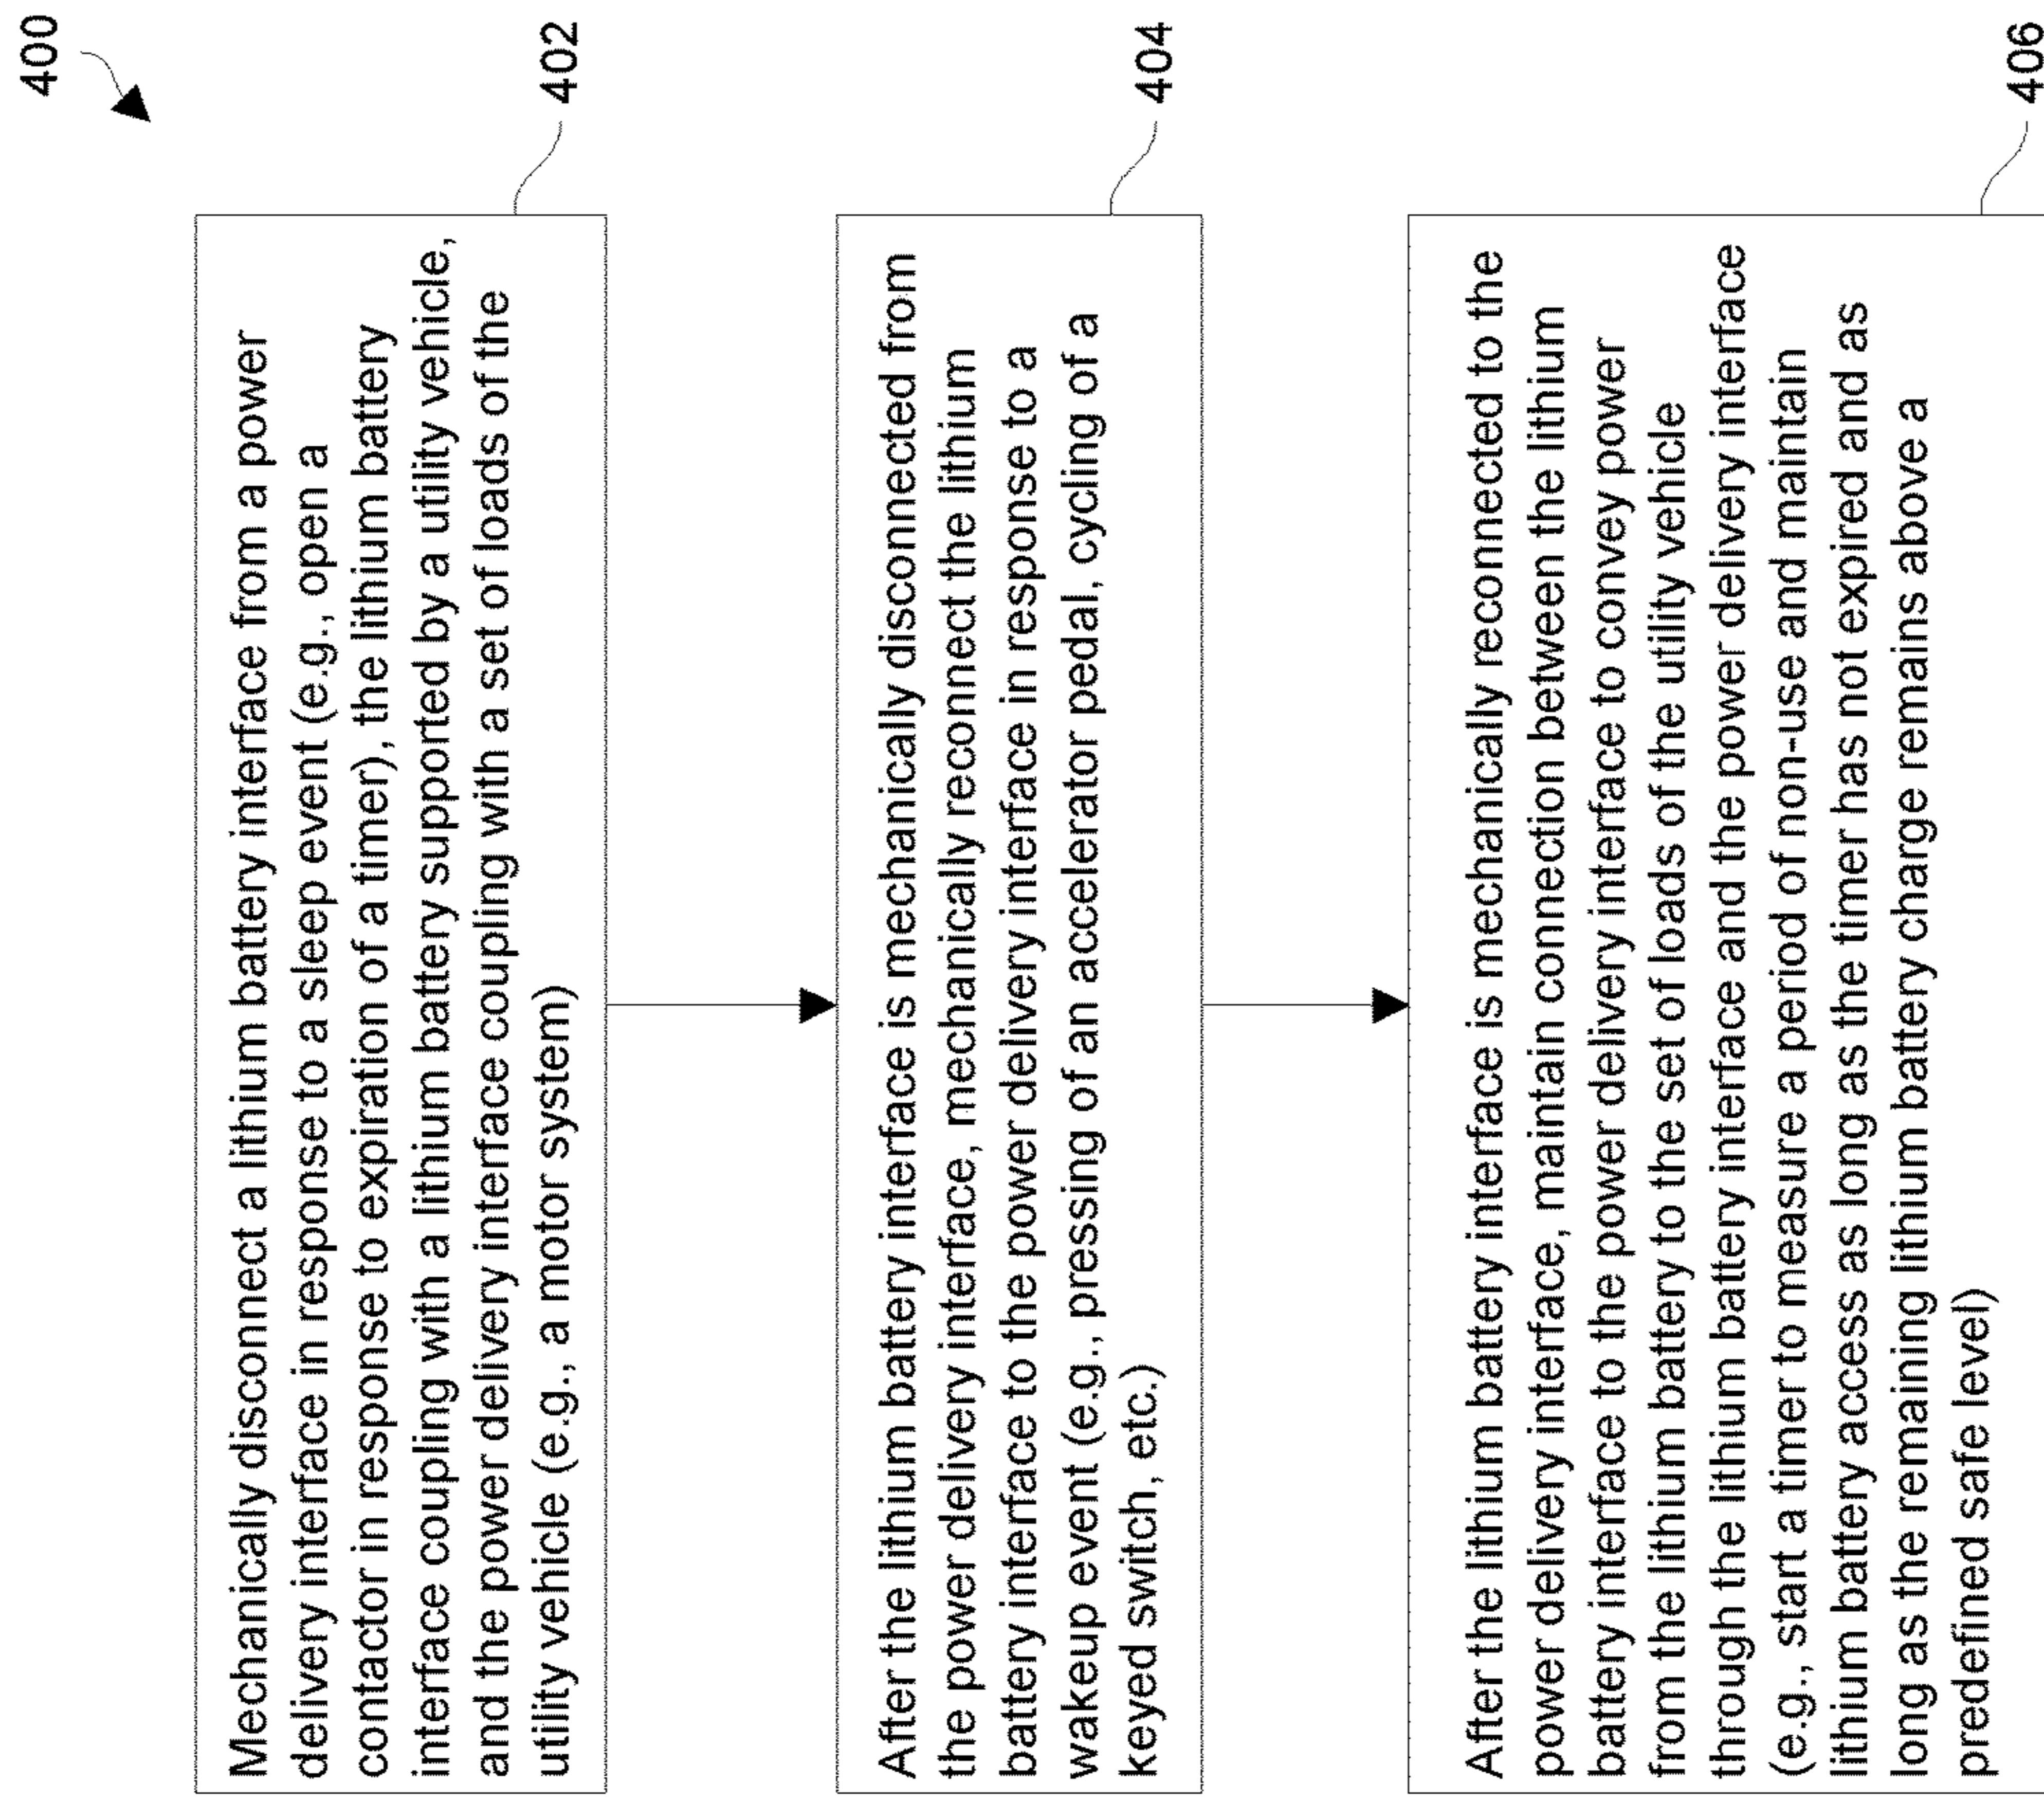 400
Mechanically disconnect a lithium battery interface from a power
delivery interface in response to a sleep event (e.g., open a
contactor in response to expiration of a timer), the lithium battery
interface coupling with a lithium battery supported by a utility vehicle,
and the power delivery interface coupling with a set of loads of the
utility vehicle (e.g., a motor system)
402
After the lithium battery interface is mechanically disconnected from
the power delivery interface, mechanically reconnect the lithium
battery interface to the power delivery interface in response to a
wakeup event (e.g., pressing of an accelerator pedal, cycling of a
keyed switch, etc.)
404
After the lithium battery interface is mechanically reconnected to the
power delivery interface, maintain connection between the lithium
battery interface to the power delivery interface to convey power
from the lithium battery to the set of loads of the utility vehicle
through the lithium battery interface and the power delivery interface
(e.g., start a timer to measure a period of non-use and maintain
lithium battery access as long as the timer has not expired and as
long as the remaining lithium battery charge remains above a
predefined safe level)
406